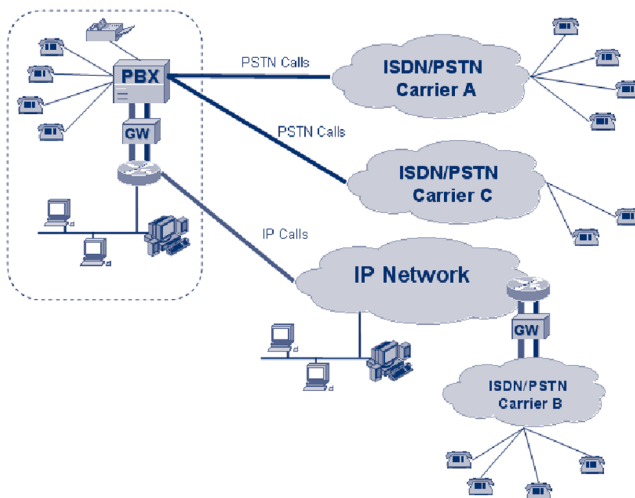 PBX
GW
PSTN Calls
ISDN/PSTN
Carrier A
PSTN Calls
ISDN/PSTN
Carrier C
IP Calls
IP Network
GW
ISDN/PSTN
Carrier B